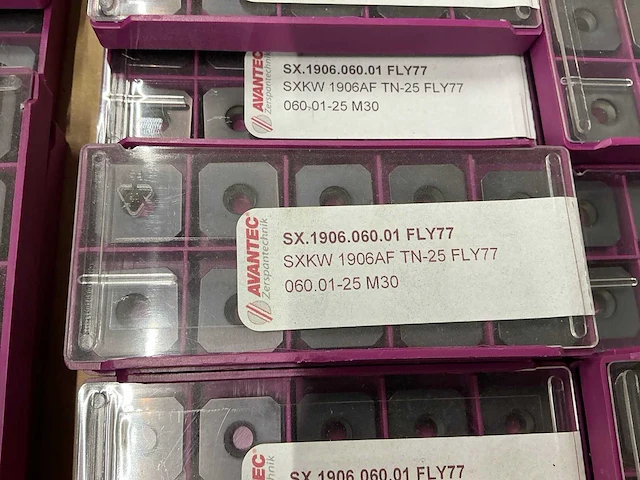 AVANTEC
Zerspantechnik
SX.1906.060.01 FLY77
SXKW 1906AF TN-25 FLY77
060.01-25 M30
AVANTEC®
Zerspantechnik
SX.1906.060.01 FLY77
SXKW 1906AF TN-25 FLY77
060.01-25 M30
SX.1906.060.01 FLY77